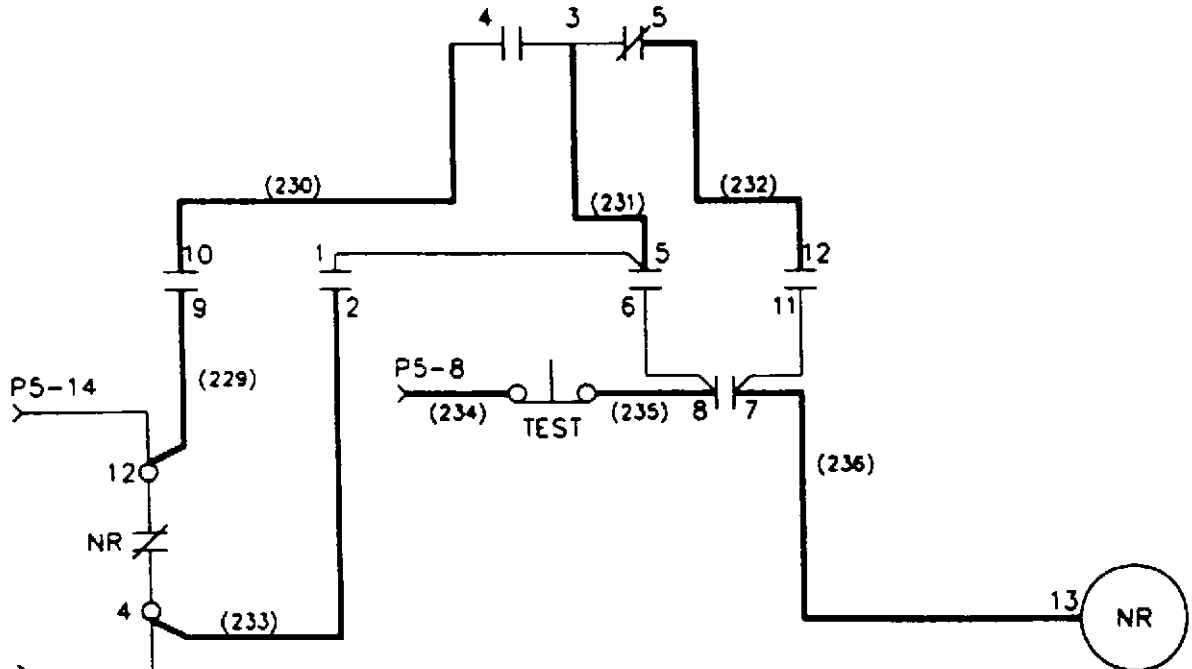 4 3 5
(230) (231) (232)
10 1 5 12
9 2 6 11
P5-14 (229) P5-8
(234) (235) 8 7
TEST
12 (236)
NR
4 (233) 13 NR